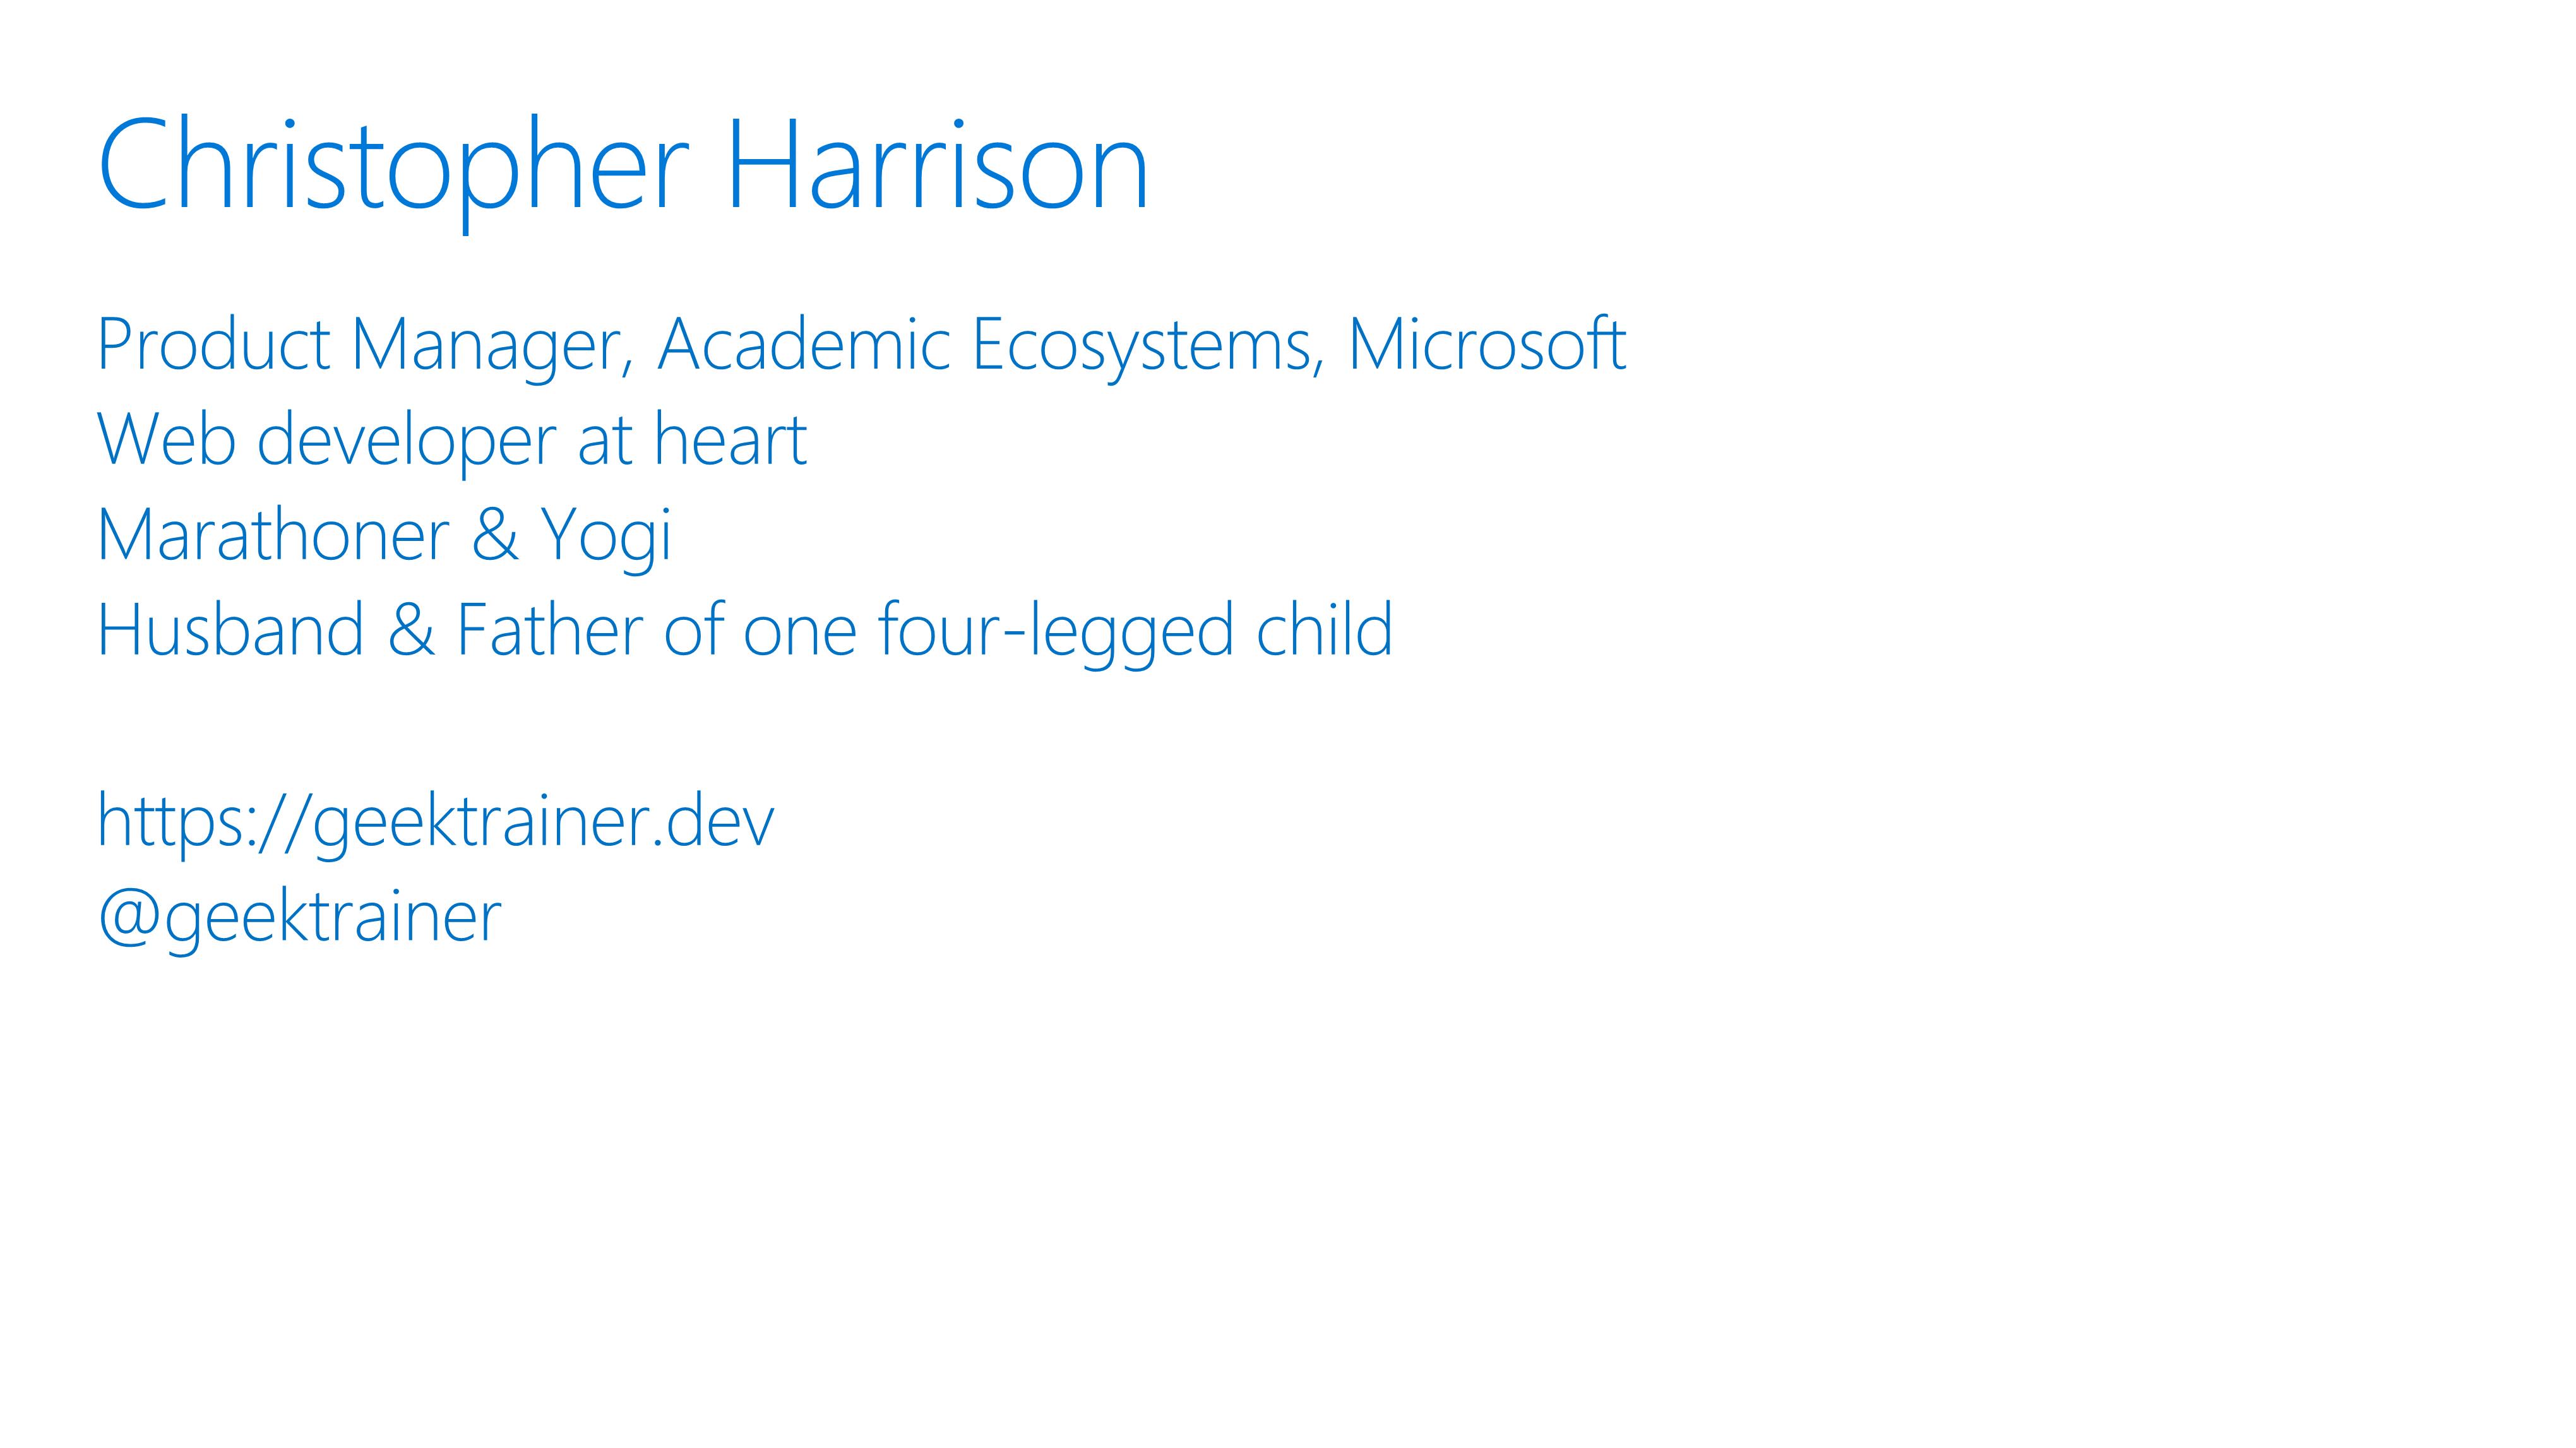 Christopher Harrison
Product Manager, Academic Ecosystems, Microsoft
Web developer at heart
Marathoner & Yogi
Husband & Father of one four-legged child
https://geektrainer.dev
@geektrainer